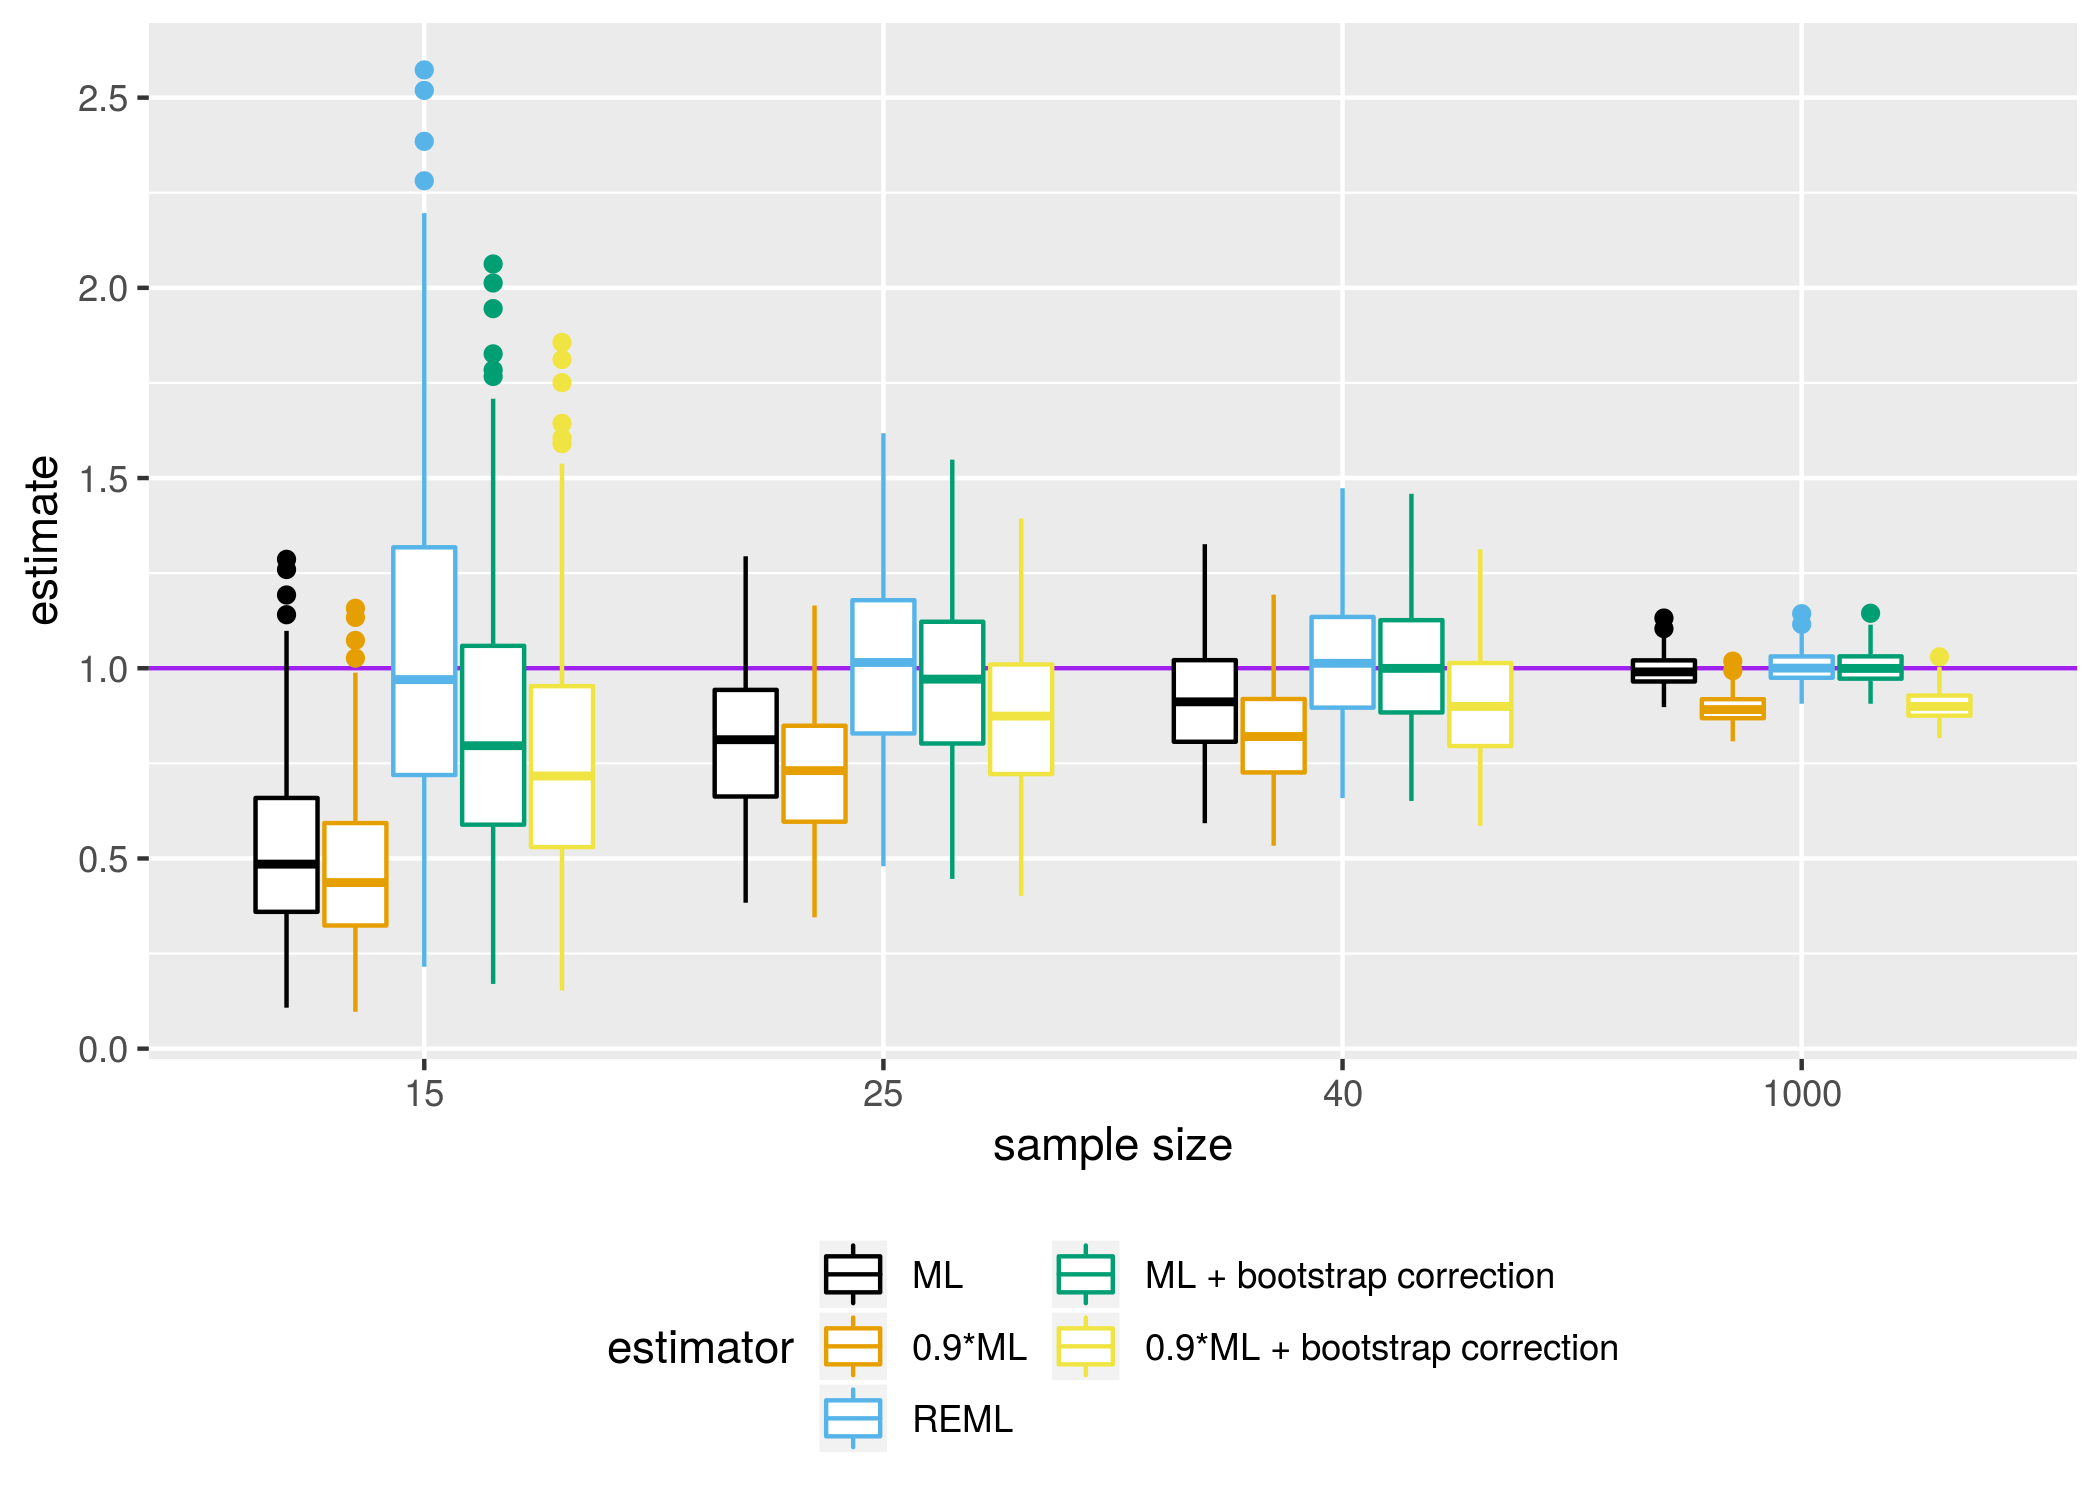 estimate
2.5
2.0
1.5
1.0
0.5
0.0
15 25 40 1000
sample size
estimator
ML
0.9*ML
REML
ML + bootstrap correction
0.9*ML + bootstrap correction